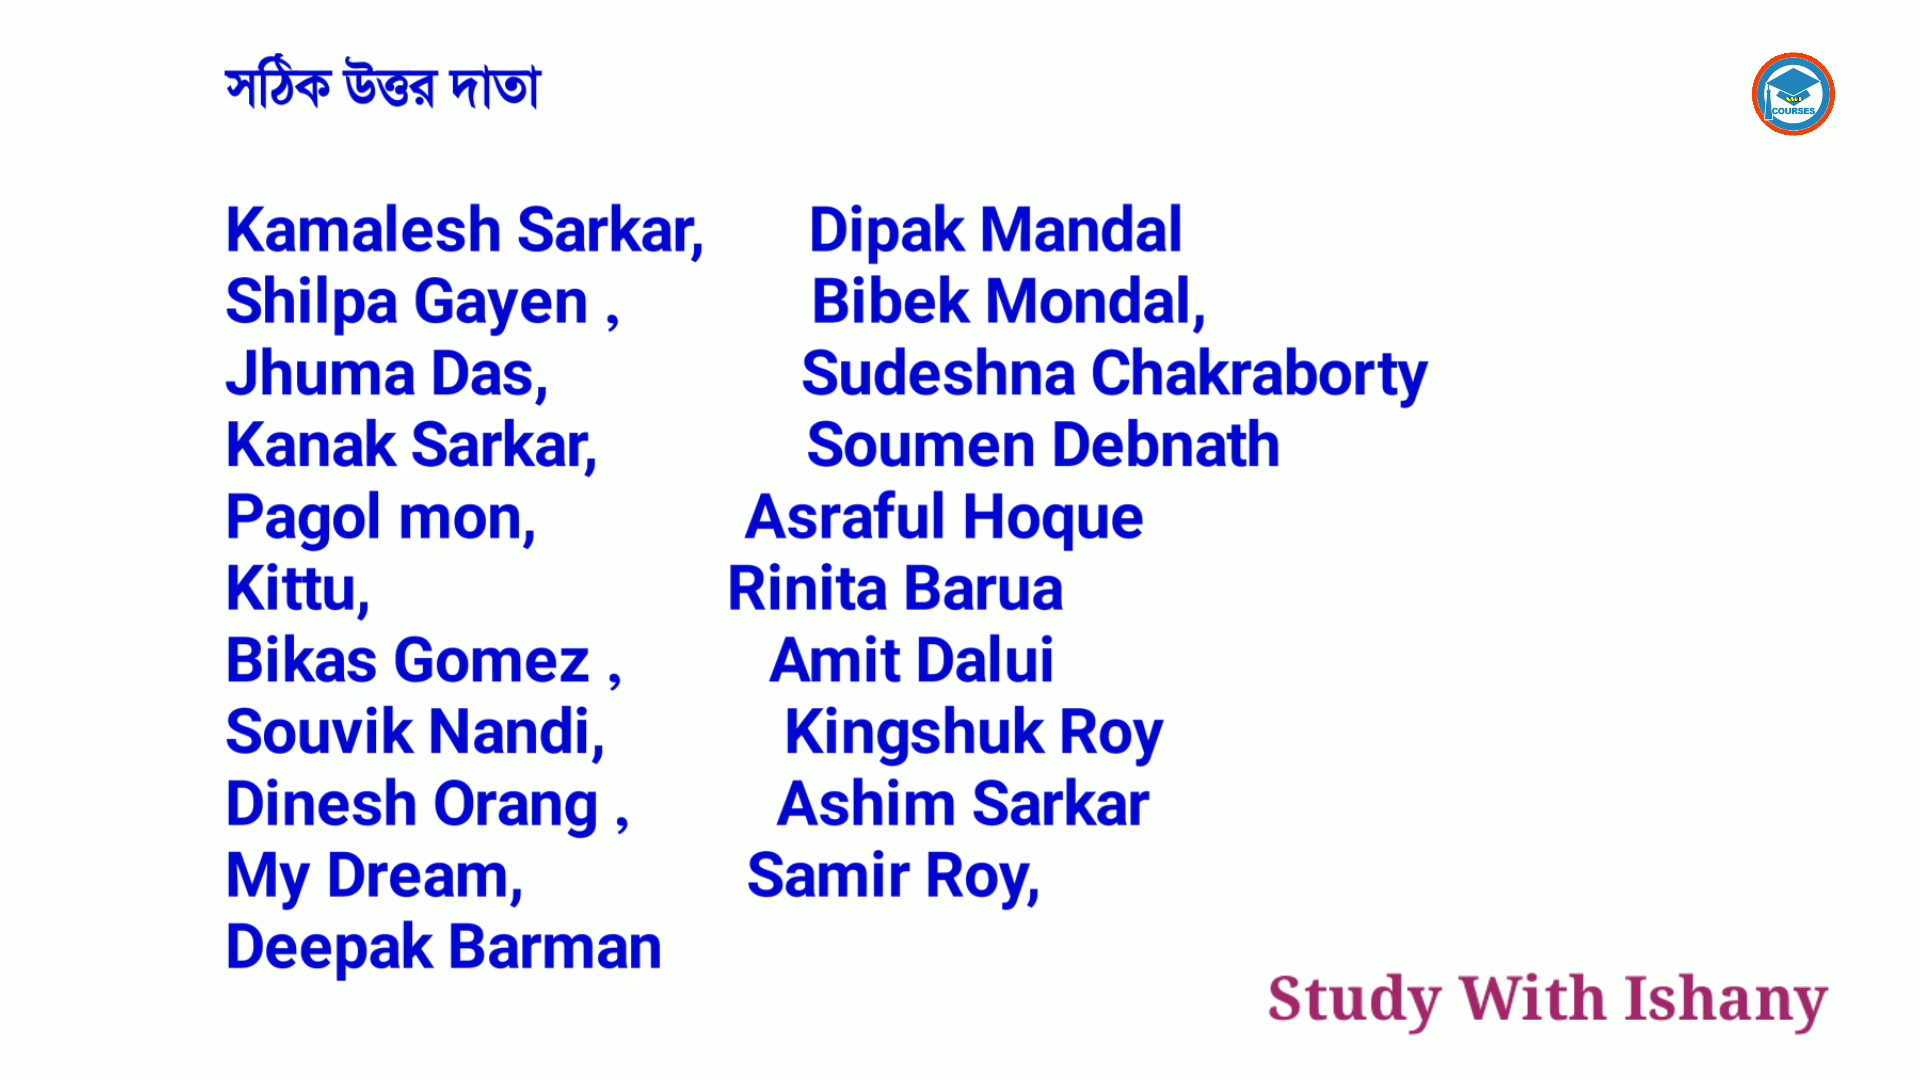 সঠিক উত্তর দাতা
COURSES
Kamalesh Sarkar, Dipak Mandal
Shilpa Gayen , Bibek Mondal,
Jhuma Das, Sudeshna Chakraborty
Kanak Sarkar, Soumen Debnath
Pagol mon, Asraful Hoque
Kittu, Rinita Barua
Bikas Gomez , Amit Dalui
Souvik Nandi, Kingshuk Roy
Dinesh Orang , Ashim Sarkar
My Dream, Samir Roy,
Deepak Barman
Study With Ishany